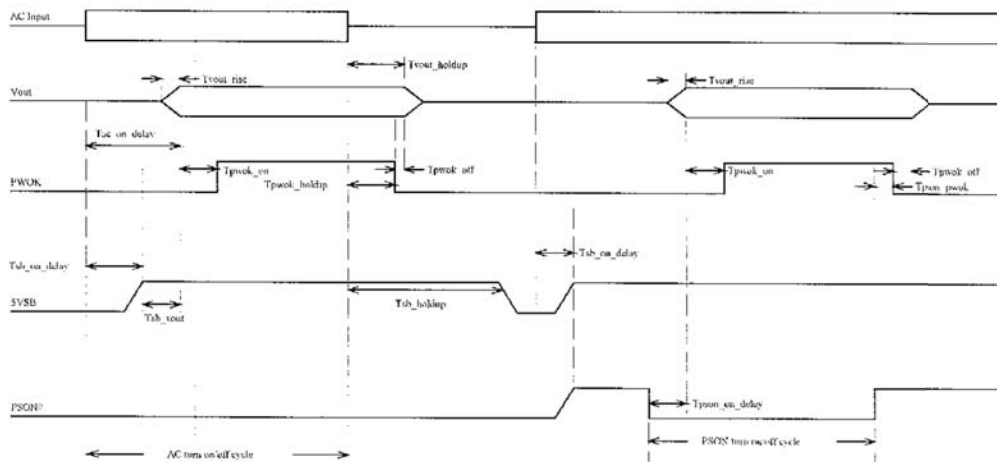 AC Input
Tvout_holdup
Vout
Tvout_rise
Tvout_rise
Tac_on_delay
PWOK
Tpwok_on
Tpwok_off
Tpwok_holdup
Tpwok_on
Tpwok_off
Tpson_pwok
Tsb_on_delay
Tsb_on_delay
5VSB
Tsb_vout
Tsb_holdup
PSON#
Tpson_on_delay
AC turn on/off cycle
PSON turn on/off cycle